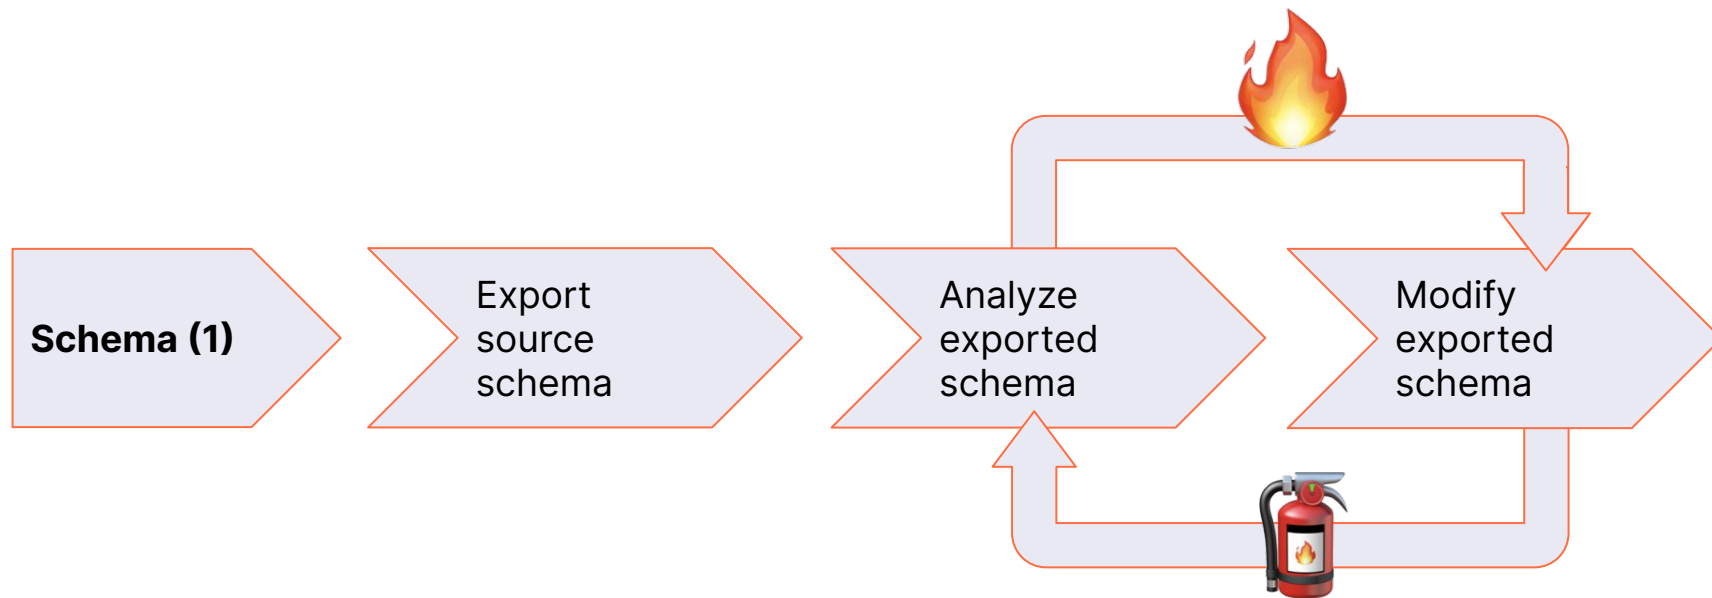 Schema (1)
Export
source
schema
Analyze
exported
schema
Modify
exported
schema